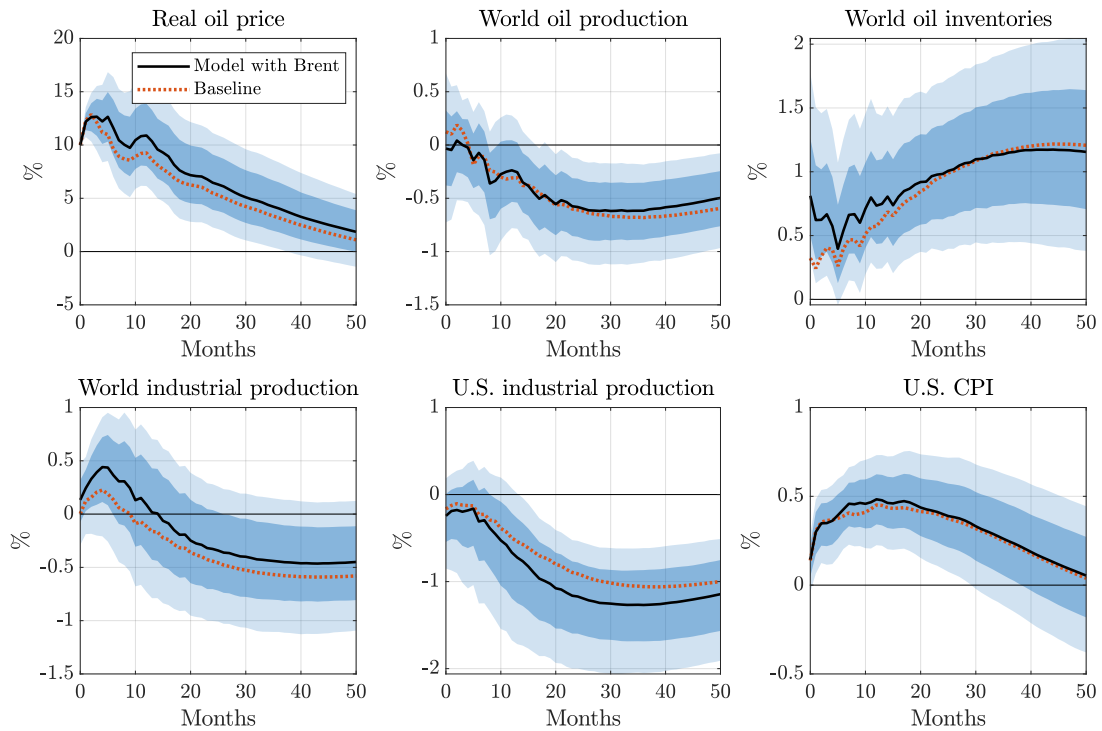 Real oil price
20
15
10
5
0
-5
%
0 10 20 30 40 50
Months
Model with Brent
Baseline
World oil production
1
0.5
0
-0.5
-1
-1.5
%
0 10 20 30 40 50
Months
World oil inventories
2
1.5
1
0.5
0
%
0 10 20 30 40 50
Months
World industrial production
1
0.5
0
-0.5
-1
-1.5
%
0 10 20 30 40 50
Months
U.S. industrial production
1
0
-1
-2
%
0 10 20 30 40 50
Months
U.S. CPI
1
0.5
0
-0.5
%
0 10 20 30 40 50
Months